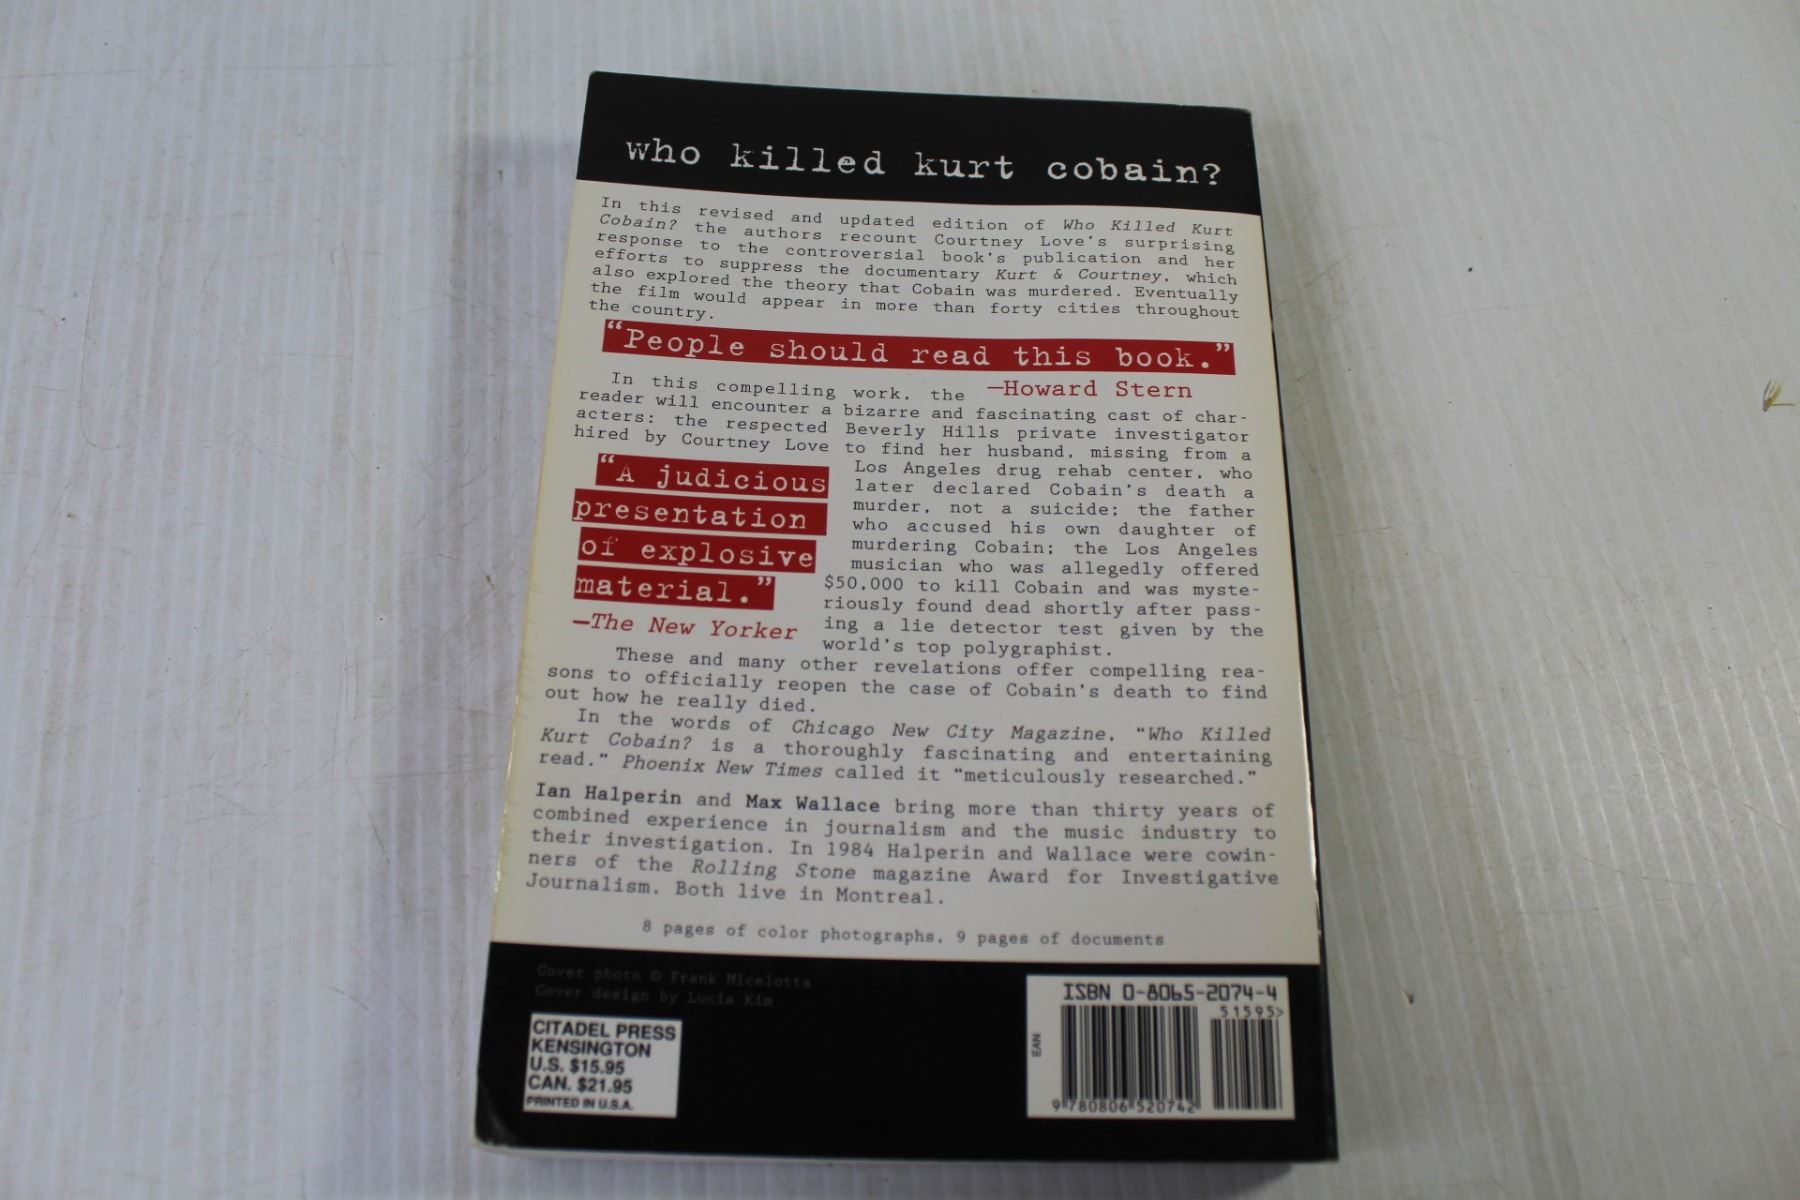 who killed kurt cobain?
In this revised and updated edition of Who Killed Kurt
Cobain? the authors recount Courtney Love's surprising
response to the controversial book's publication and her
efforts to suppress the documentary Kurt & Courtney, which
also explored the theory that Cobain was murdered. Eventually
the film would appear in more than forty cities throughout
the country.
“People should read this book.”
—Howard Stern
In this compelling work, the
reader will encounter a bizarre and fascinating cast of char-
acters: the respected Beverly Hills private investigator
hired by Courtney Love to find her husband, missing from a
Los Angeles drug rehab center, who
later declared Cobain's death a
murder, not a suicide; the father
who accused his own daughter of
murdering Cobain; the Los Angeles
musician who was allegedly offered
$50,000 to kill Cobain and was myste-
riously found dead shortly after pass-
ing a lie detector test given by the
world's top polygraphist.
“A judicious
presentation
of explosive
material.”
—The New Yorker
These and many other revelations offer compelling rea-
sons to officially reopen the case of Cobain's death to find
out how he really died.
In the words of Chicago New City Magazine, “Who Killed
Kurt Cobain? is a thoroughly fascinating and entertaining
read.” Phoenix New Times called it “meticulously researched.”
Ian Halperin and Max Wallace bring more than thirty years of
combined experience in journalism and the music industry to
their investigation. In 1984 Halperin and Wallace were cowin-
ners of the Rolling Stone magazine Award for Investigative
Journalism. Both live in Montreal.
8 pages of color photographs, 9 pages of documents
Cover photo © Frank Micelotta
Cover design by Lucia Kim
CITADEL PRESS
KENSINGTON
U.S. $15.95
CAN. $21.95
PRINTED IN U.S.A.
ISBN 0-8065-2074-4
51595>
EAN
9 780806 520742